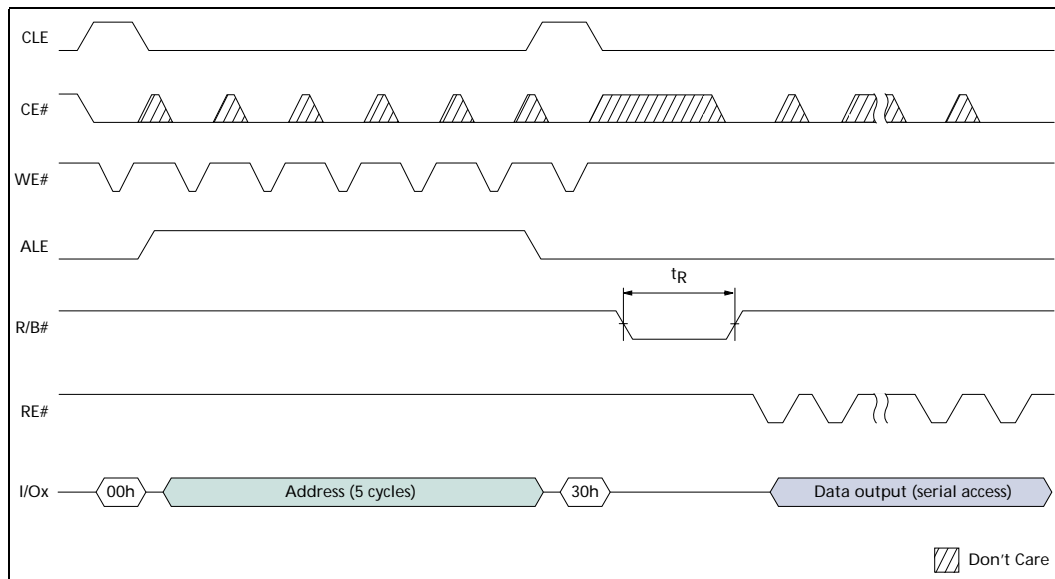 CLE
CE#
WE#
ALE
tR
R/B#
RE#
I/Ox 00h Address (5 cycles) 30h Data output (serial access)
Don't Care